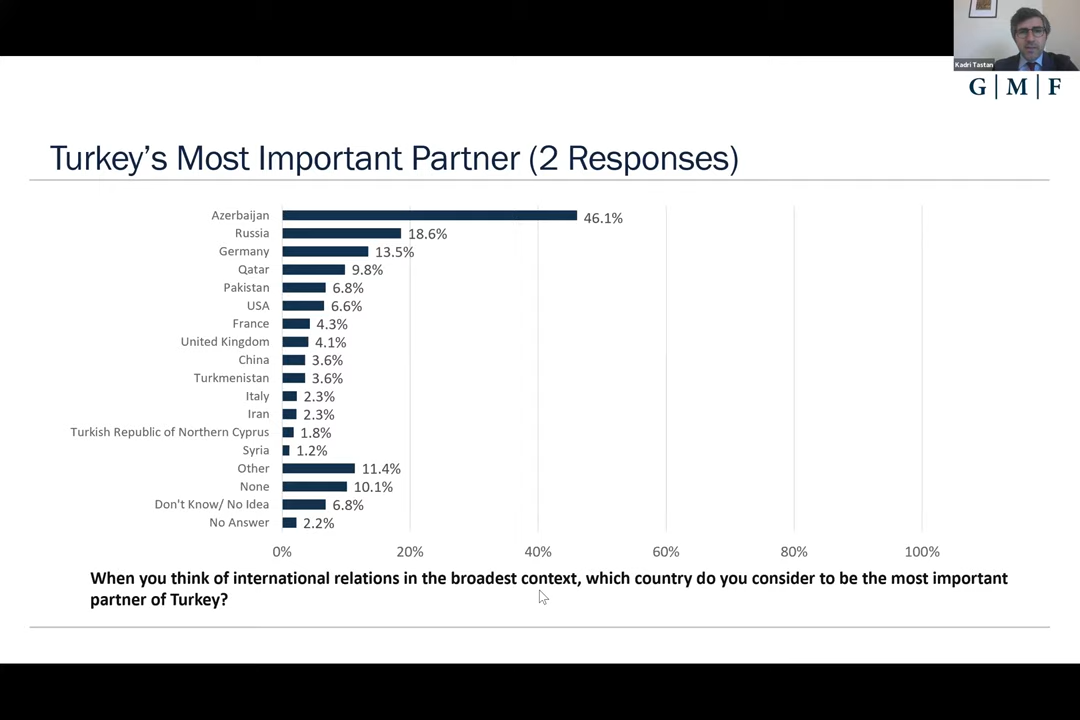 Kadri Tastan
G | M | F
Turkey's Most Important Partner (2 Responses)
Azerbaijan 46.1%
Russia 18.6%
Germany 13.5%
Qatar 9.8%
Pakistan 6.8%
USA 6.6%
France 4.3%
United Kingdom 4.1%
China 3.6%
Turkmenistan 3.6%
Italy 2.3%
Iran 2.3%
Turkish Republic of Northern Cyprus 1.8%
Syria 1.2%
Other 11.4%
None 10.1%
Don't Know/ No Idea 6.8%
No Answer 2.2%
0% 20% 40% 60% 80% 100%
When you think of international relations in the broadest context, which country do you consider to be the most important
partner of Turkey?